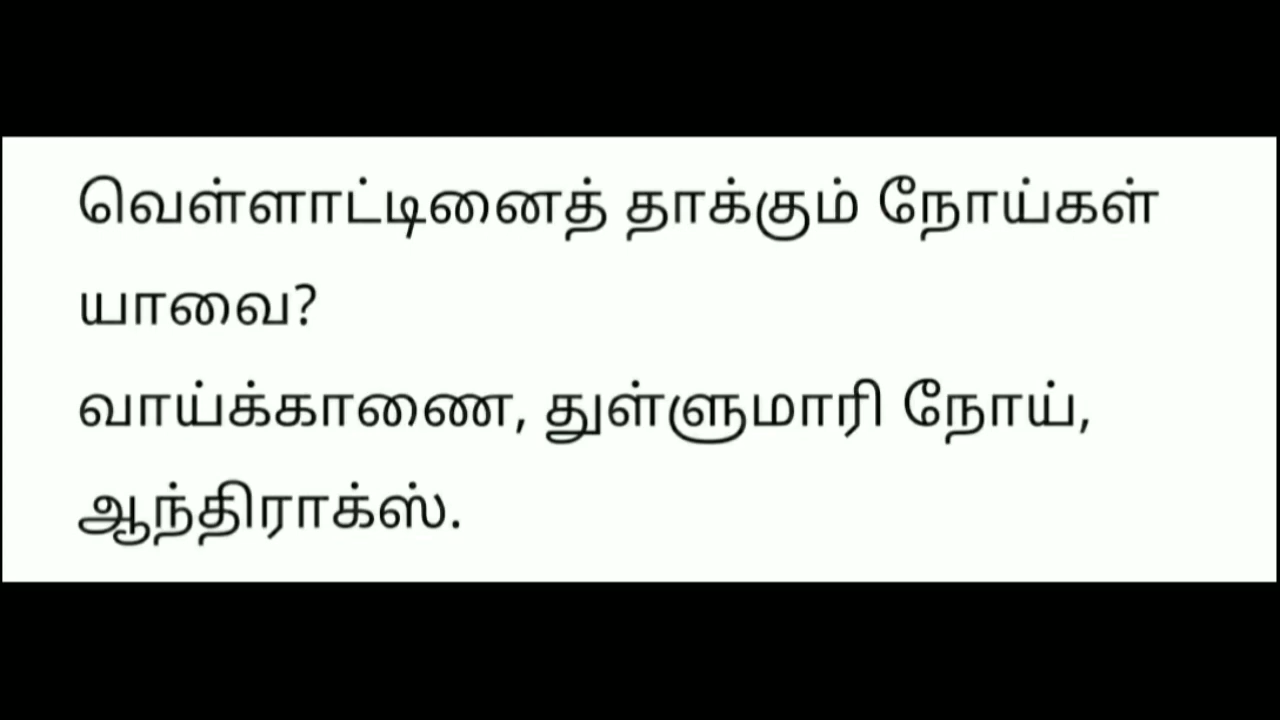 வெள்ளாட்டினைத் தாக்கும் நோய்கள்
யாவை?
வாய்க்காணை, துள்ளுமாரி நோய்,
ஆந்திராக்ஸ்.